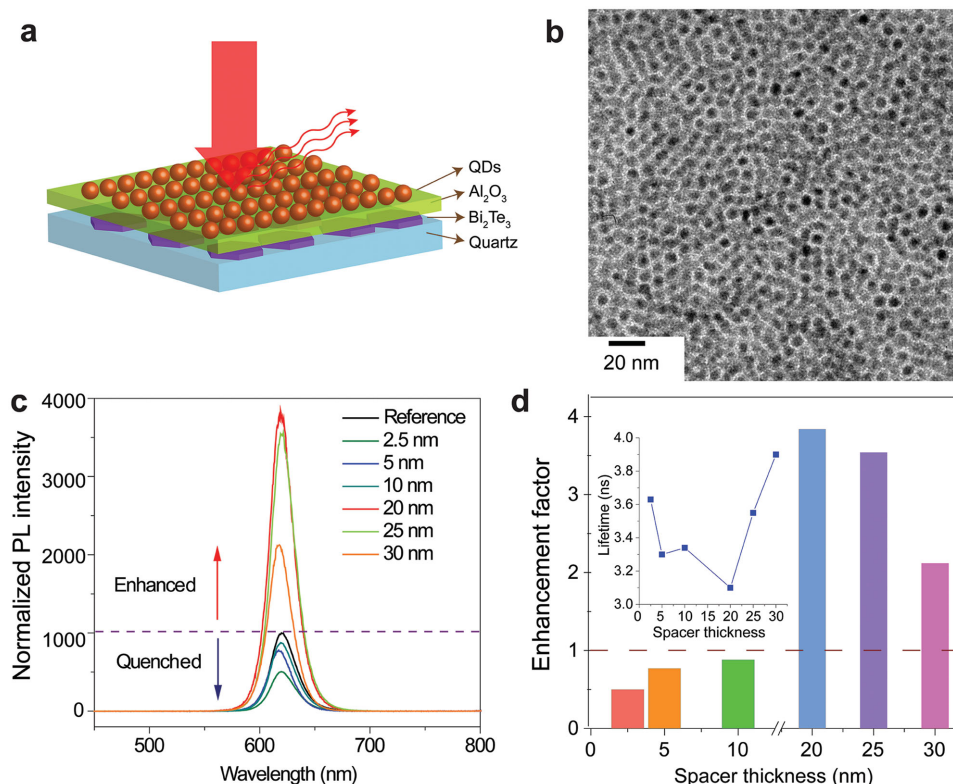 a
QDs
Al2O3
Bi2Te3
Quartz
b
20 nm
c
Normalized PL intensity
4000
3000
2000
1000
0
Enhanced
Quenched
Reference
2.5 nm
5 nm
10 nm
20 nm
25 nm
30 nm
500 600 700 800
Wavelength (nm)
d
Enhancement factor
4
3
2
1
0
Lifetime (ns)
4.0
3.8
3.6
3.4
3.2
3.0
0 5 10 15 20 25 30
Spacer thickness
0 5 10 20 25 30
Spacer thickness (nm)